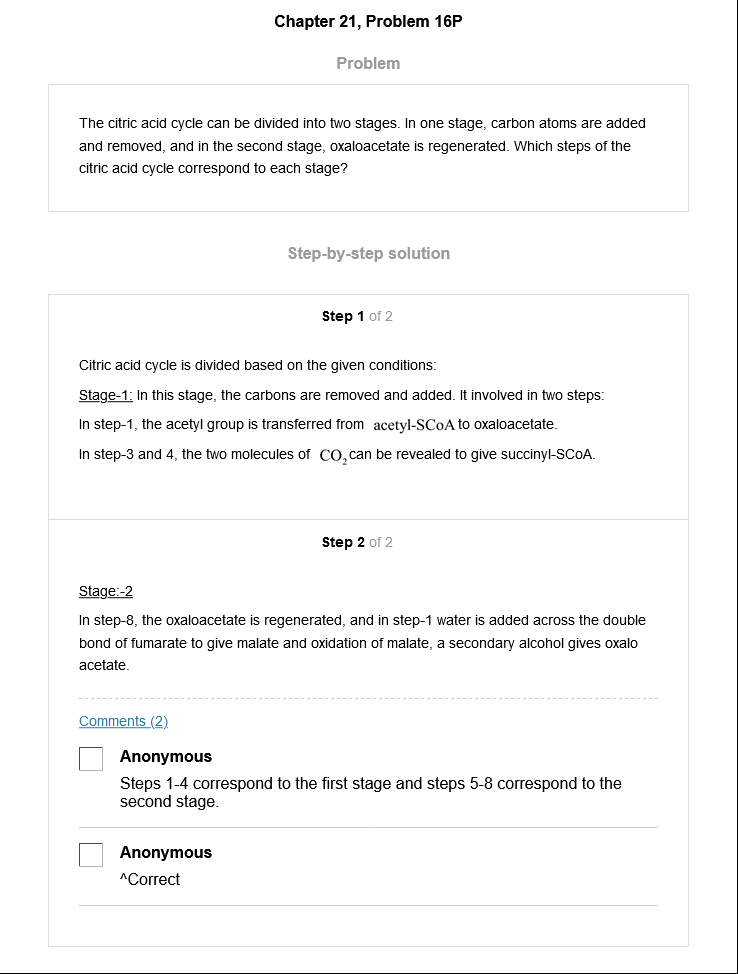 Chapter 21, Problem 16P
Problem
The citric acid cycle can be divided into two stages. In one stage, carbon atoms are added
and removed, and in the second stage, oxaloacetate is regenerated. Which steps of the
citric acid cycle correspond to each stage?
Step-by-step solution
Step 1 of 2
Citric acid cycle is divided based on the given conditions:
Stage-1: In this stage, the carbons are removed and added. It involved in two steps:
In step-1, the acetyl group is transferred from acetyl-SCoA to oxaloacetate.
In step-3 and 4, the two molecules of CO₂ can be revealed to give succinyl-SCoA.
Step 2 of 2
Stage:-2
In step-8, the oxaloacetate is regenerated, and in step-1 water is added across the double
bond of fumarate to give malate and oxidation of malate, a secondary alcohol gives oxalo
acetate.
Comments (2)
Anonymous
Steps 1-4 correspond to the first stage and steps 5-8 correspond to the
second stage.
Anonymous
^Correct